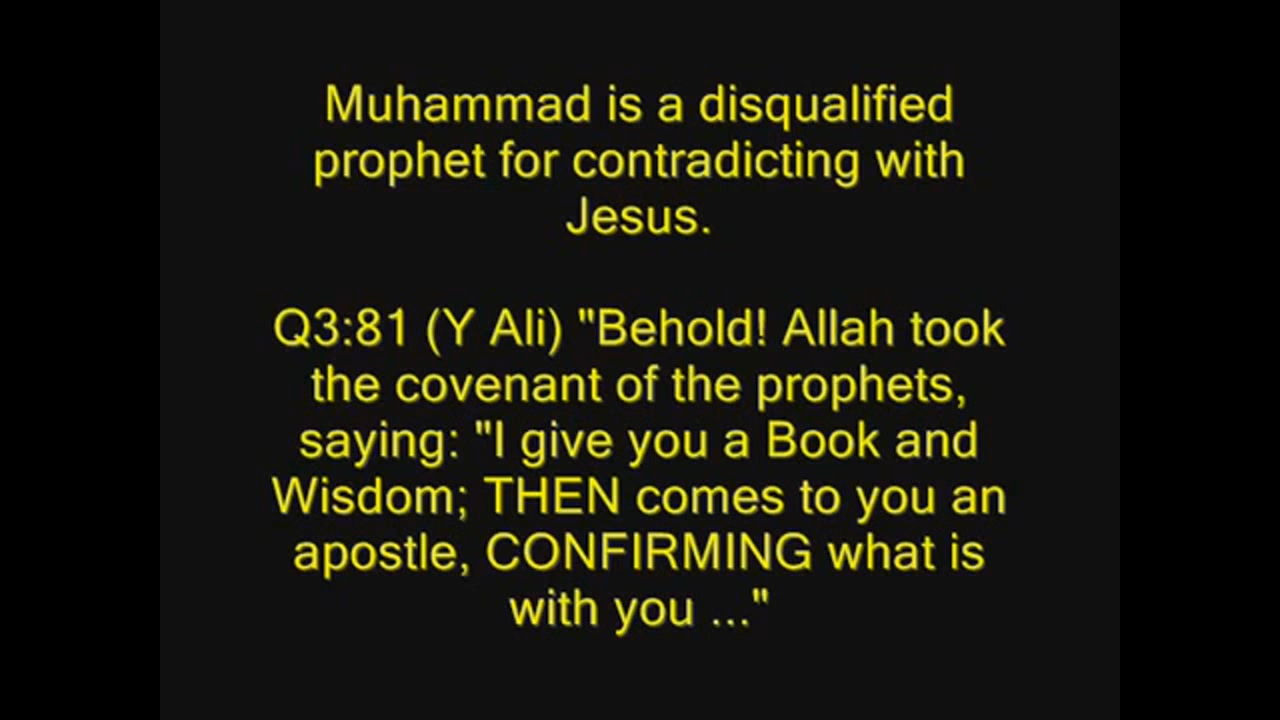 Muhammad is a disqualified
prophet for contradicting with
Jesus.
Q3:81 (Y Ali) "Behold! Allah took
the covenant of the prophets,
saying: "I give you a Book and
Wisdom; THEN comes to you an
apostle, CONFIRMING what is
with you ..."